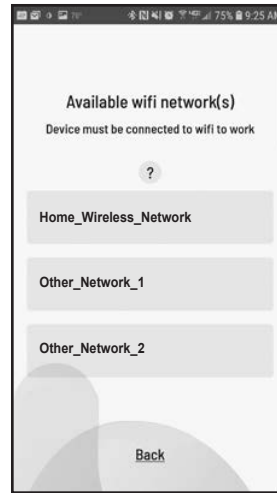 75% 9:25 AM
Available wifi network(s)
Device must be connected to wifi to work
?
Home_Wireless_Network
Other_Network_1
Other_Network_2
Back